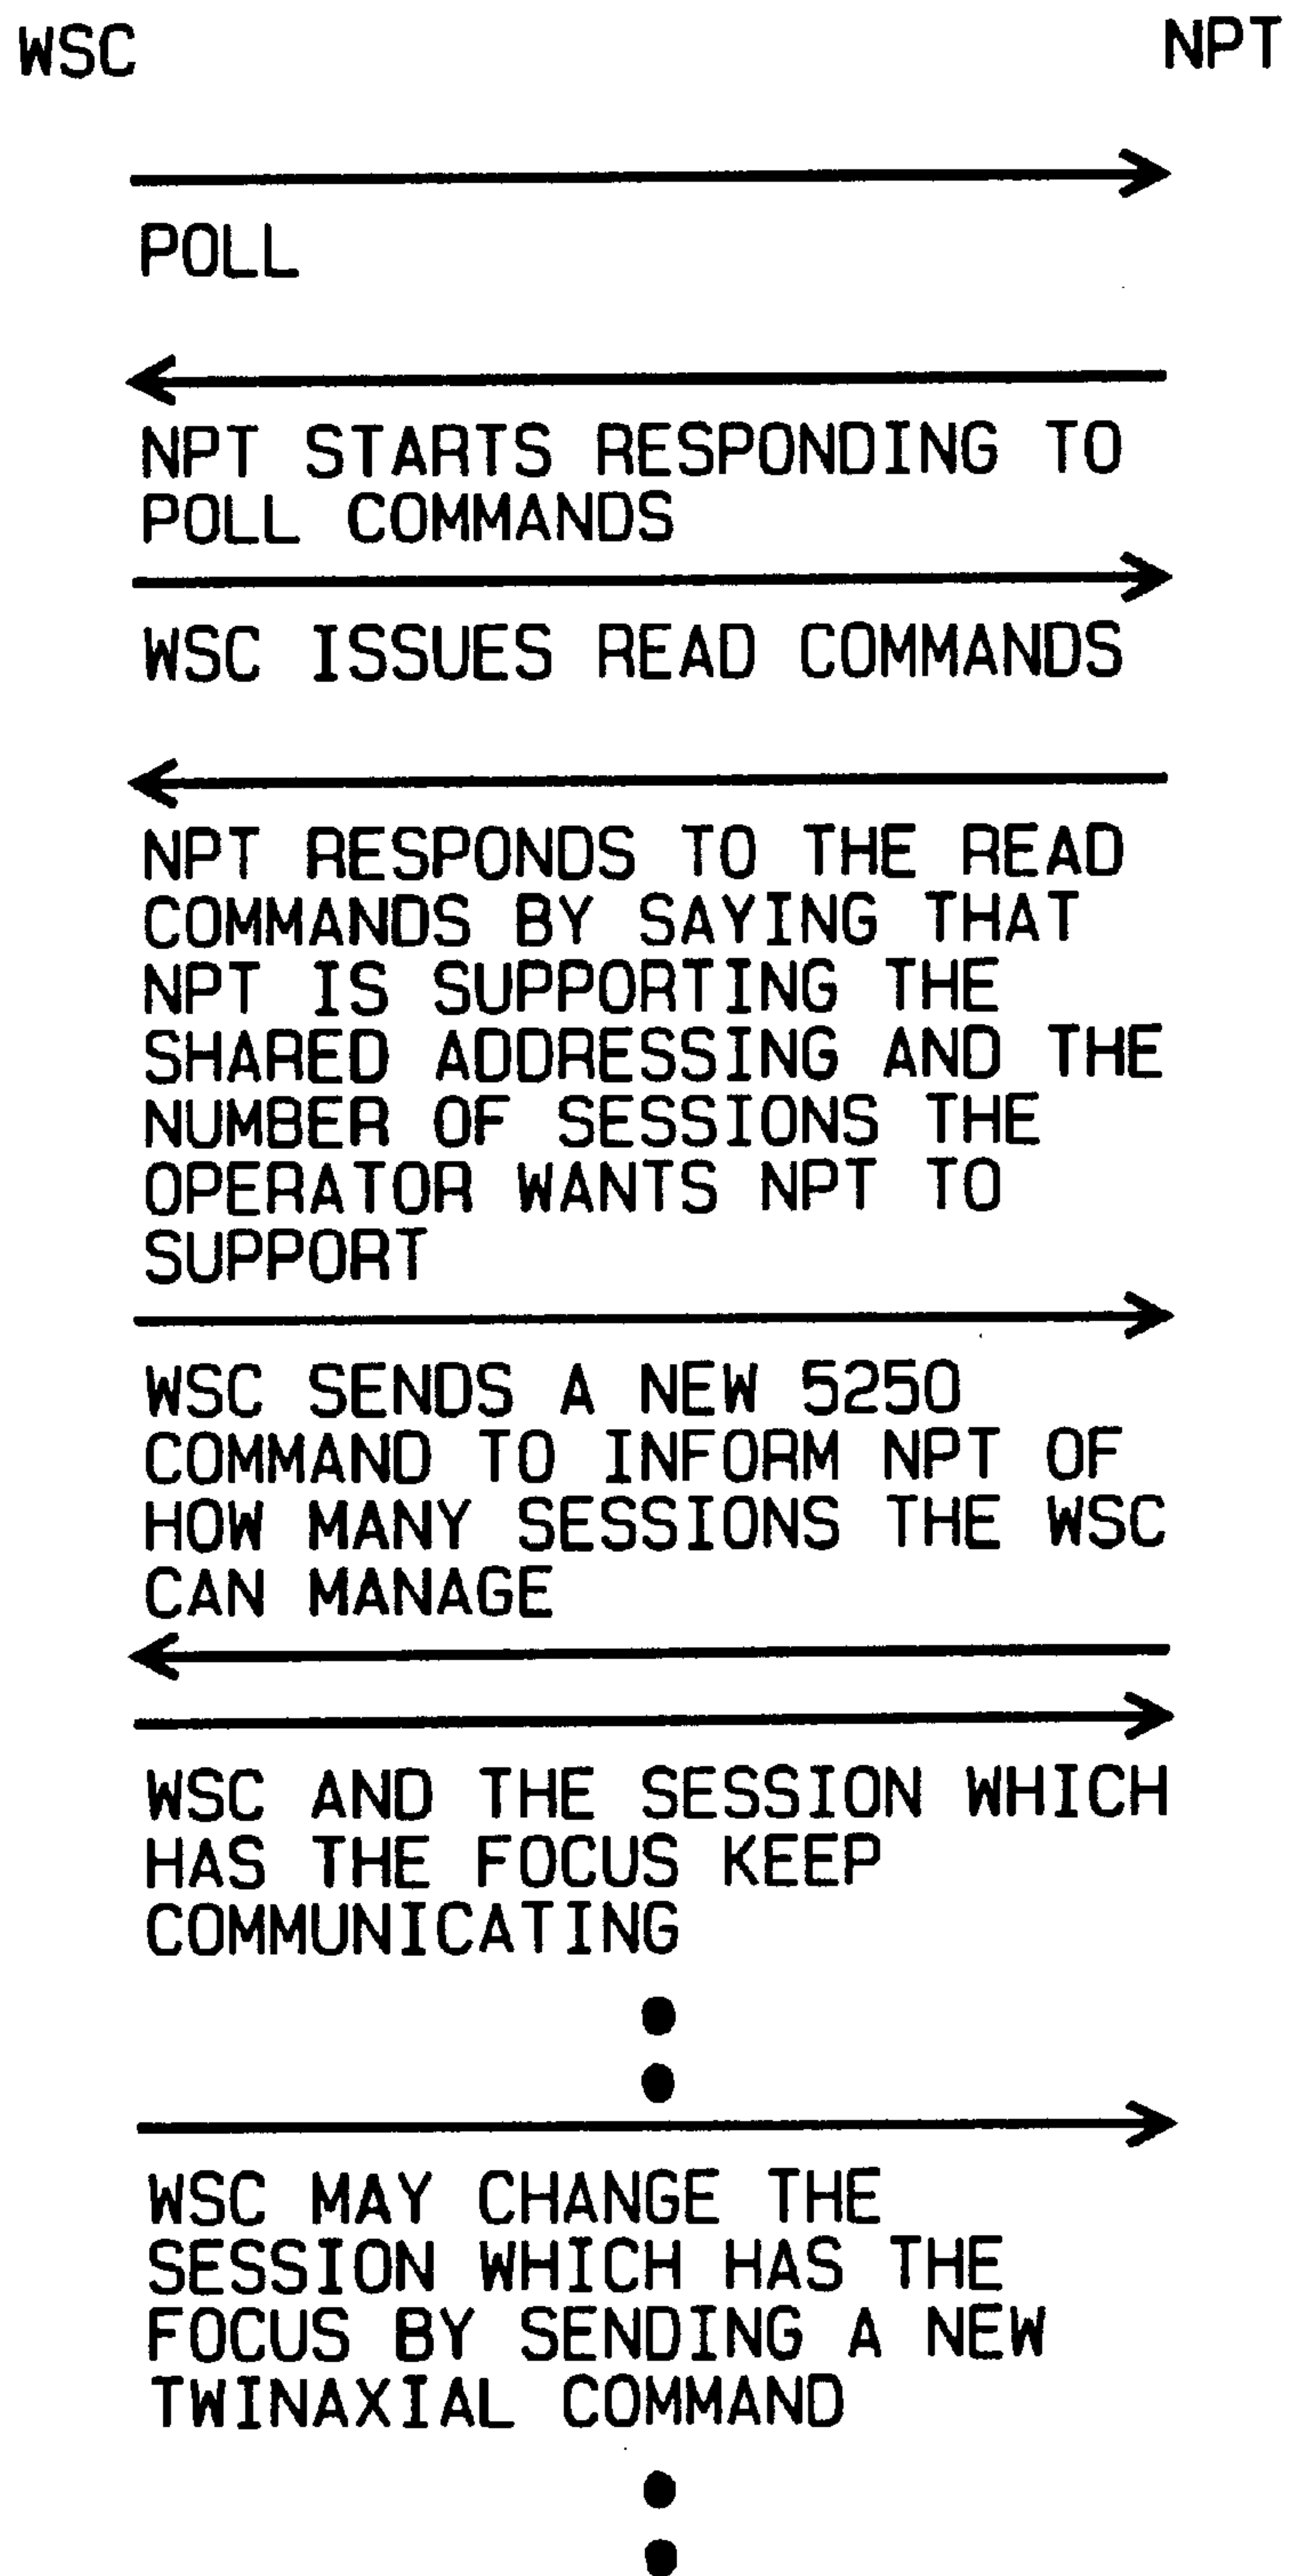 WSC NPT
POLL
NPT STARTS RESPONDING TO
POLL COMMANDS
WSC ISSUES READ COMMANDS
NPT RESPONDS TO THE READ
COMMANDS BY SAYING THAT
NPT IS SUPPORTING THE
SHARED ADDRESSING AND THE
NUMBER OF SESSIONS THE
OPERATOR WANTS NPT TO
SUPPORT
WSC SENDS A NEW 5250
COMMAND TO INFORM NPT OF
HOW MANY SESSIONS THE WSC
CAN MANAGE
WSC AND THE SESSION WHICH
HAS THE FOCUS KEEP
COMMUNICATING
WSC MAY CHANGE THE
SESSION WHICH HAS THE
FOCUS BY SENDING A NEW
TWINAXIAL COMMAND